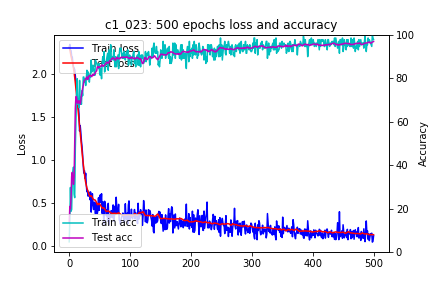 c1_023: 500 epochs loss and accuracy
Train loss
Test loss
2.0
1.5
1.0
0.5
0.0
Loss
100
80
60
40
20
0
Accuracy
Train acc
Test acc
0
100
200
300
400
500